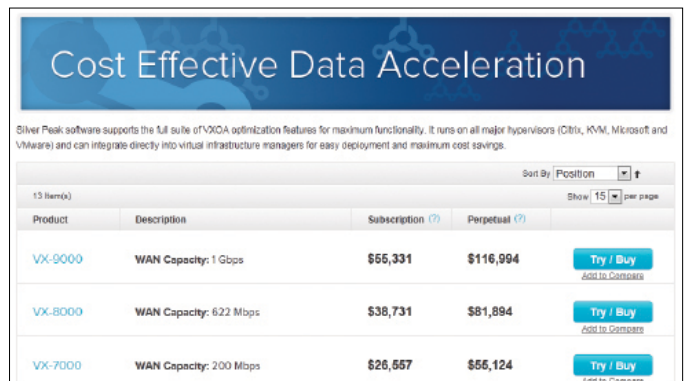 Cost Effective Data Acceleration
Silver Peak software supports the full suite of VXOA optimization features for maximum functionality. It runs on all major hypervisors (Citrix, KVM, Microsoft and
VMware) and can integrate directly into virtual infrastructure managers for easy deployment and maximum cost savings.
Sort By Position
13 Item(s) Show 15 per page
Product Description Subscription (?) Perpetual (?)
VX-9000 WAN Capacity: 1 Gbps $55,331 $116,994 Try / Buy
Add to Compare
VX-8000 WAN Capacity: 622 Mbps $38,731 $81,894 Try / Buy
Add to Compare
VX-7000 WAN Capacity: 200 Mbps $26,557 $55,124 Try / Buy
Add to Compare